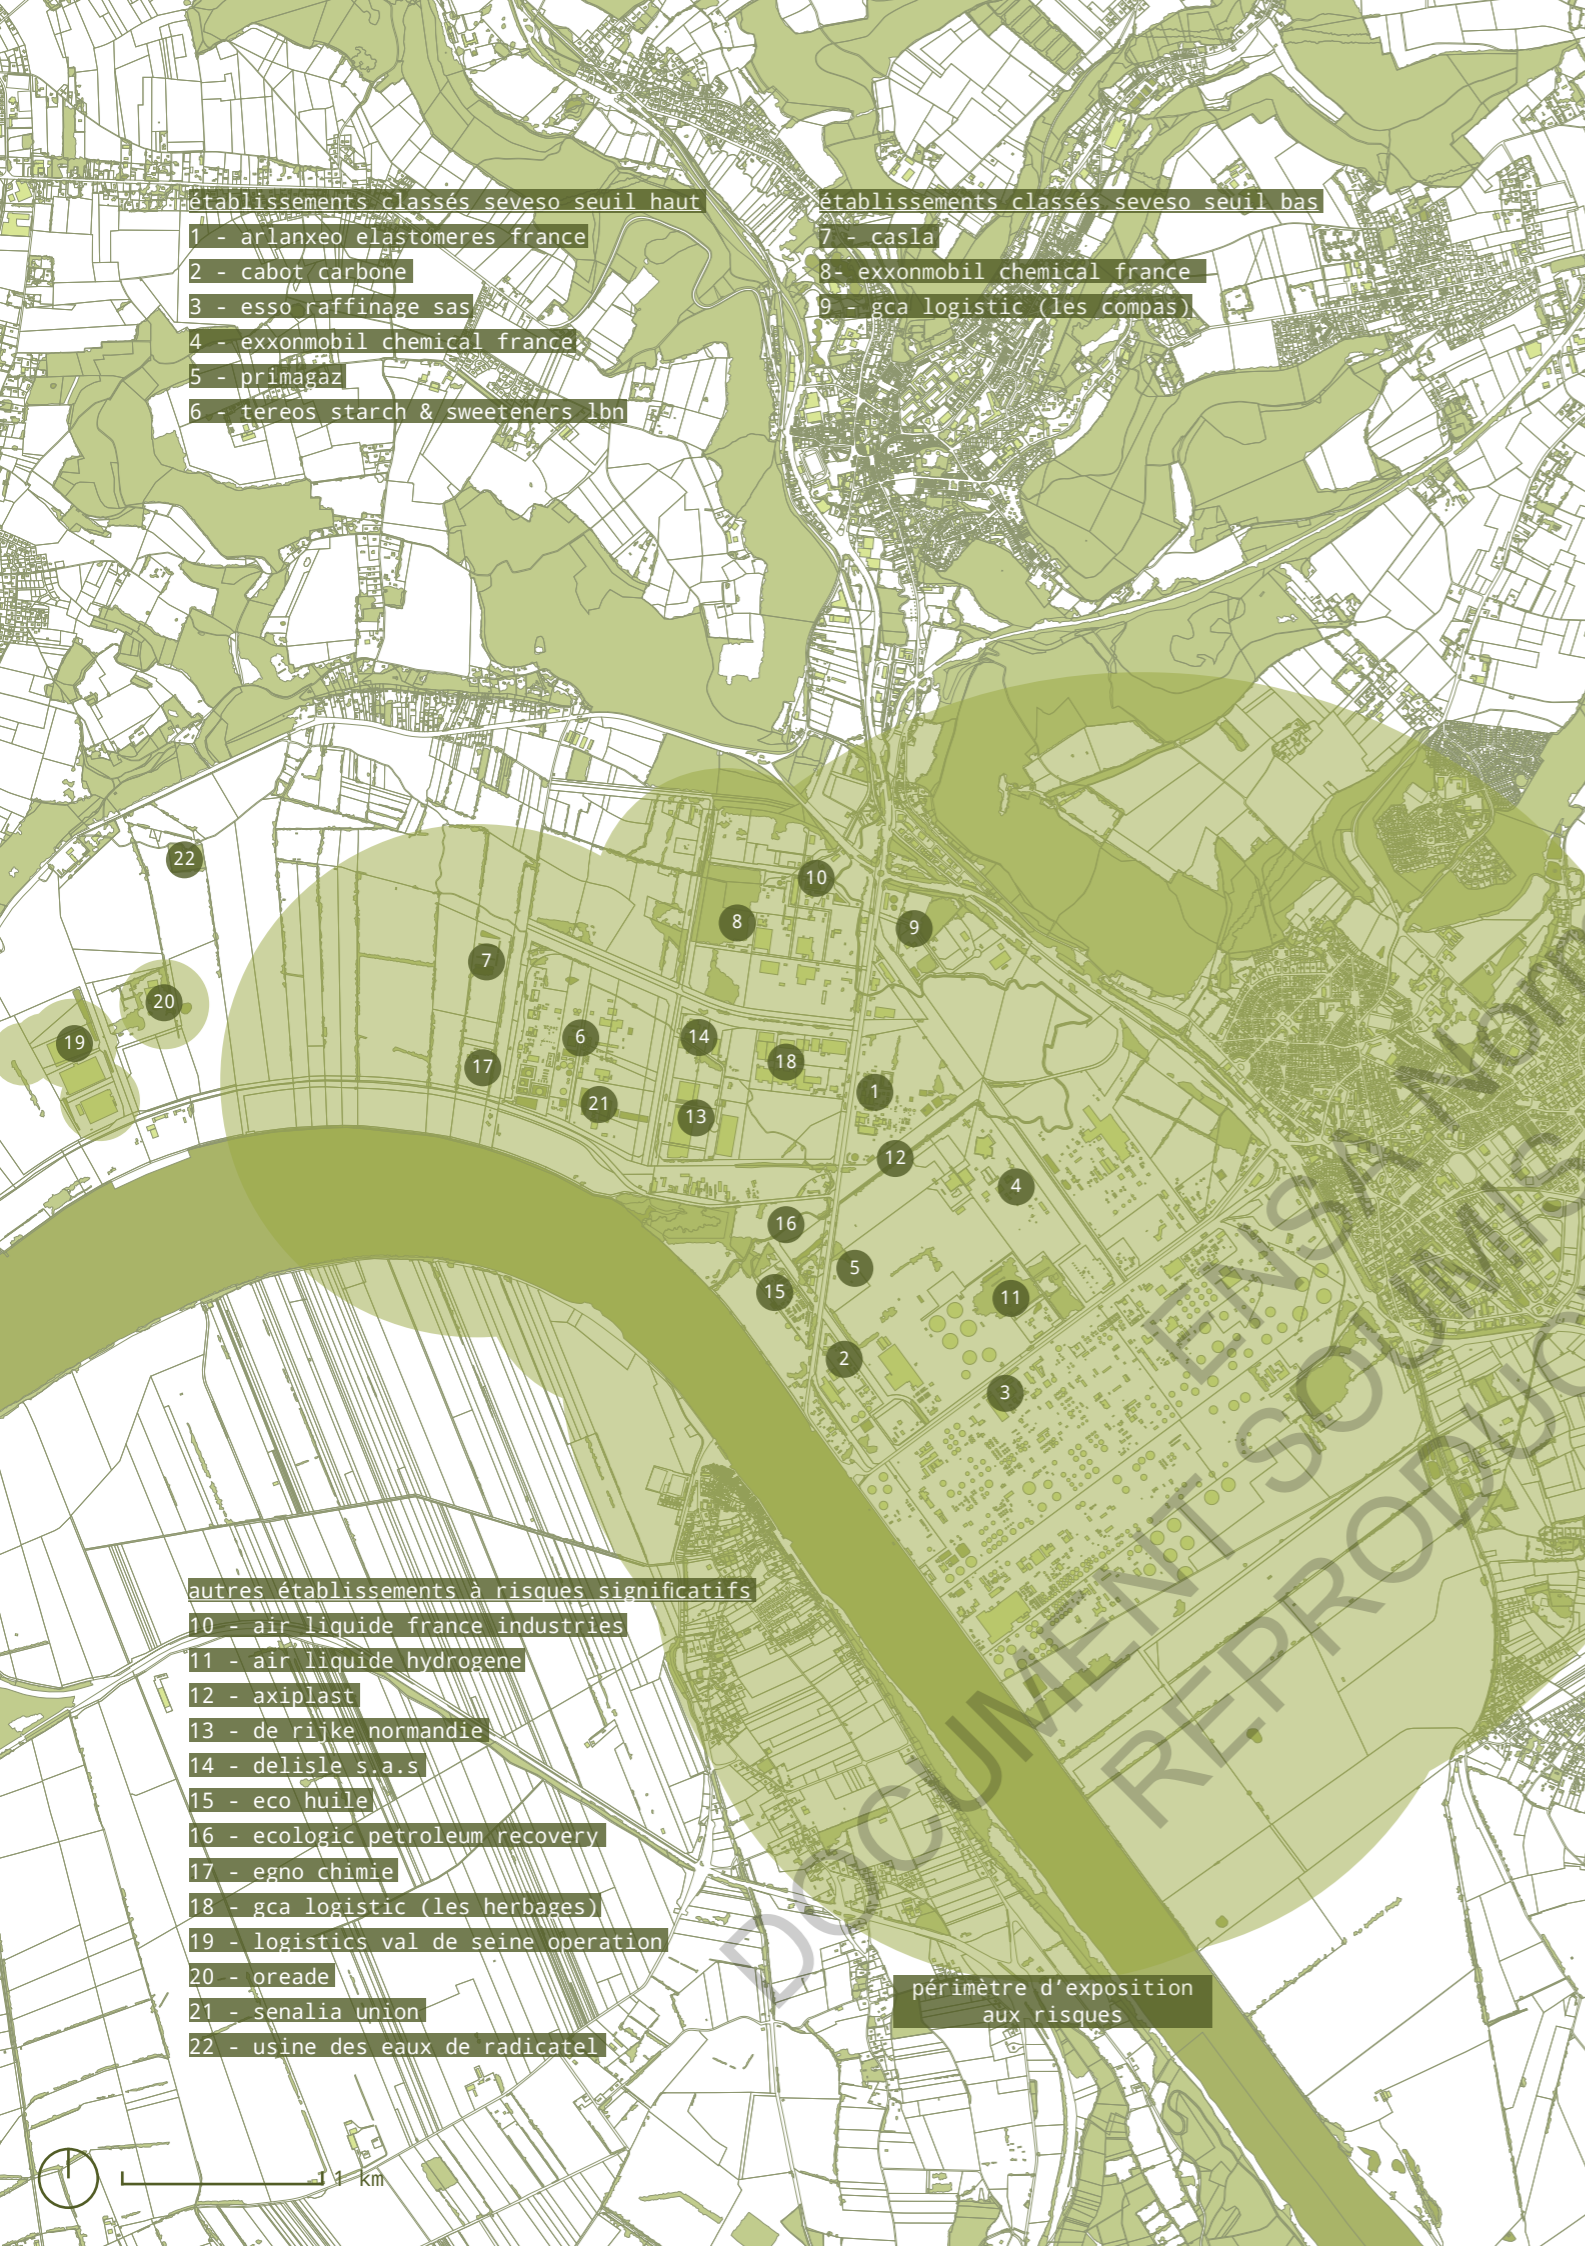 établissements classés seveso seuil haut
1 - arlanxeo elastomeres france
2 - cabot carbone
3 - esso raffinage sas
4 - exxonmobil chemical france
5 - primagaz
6 - tereos starch & sweeteners lbn
établissements classés seveso seuil bas
7 - casla
8- exxonmobil chemical france
9 - gca logistic (les compas)
22
10
8
9
7
20
19
6
14
17
18
1
21
13
12
4
16
5
15
11
2
3
autres établissements à risques significatifs
10 - air liquide france industries
11 - air liquide hydrogene
12 - axiplast
13 - de rijke normandie
14 - delisle s.a.s
15 - eco huile
16 - ecologic petroleum recovery
17 - egno chimie
18 - gca logistic (les herbages)
19 - logistics val de seine operation
20 - oreade
21 - senalia union
22 - usine des eaux de radicatel
périmètre d’exposition
aux risques
1 km
ENSA
DOCUMENT SOUMIS